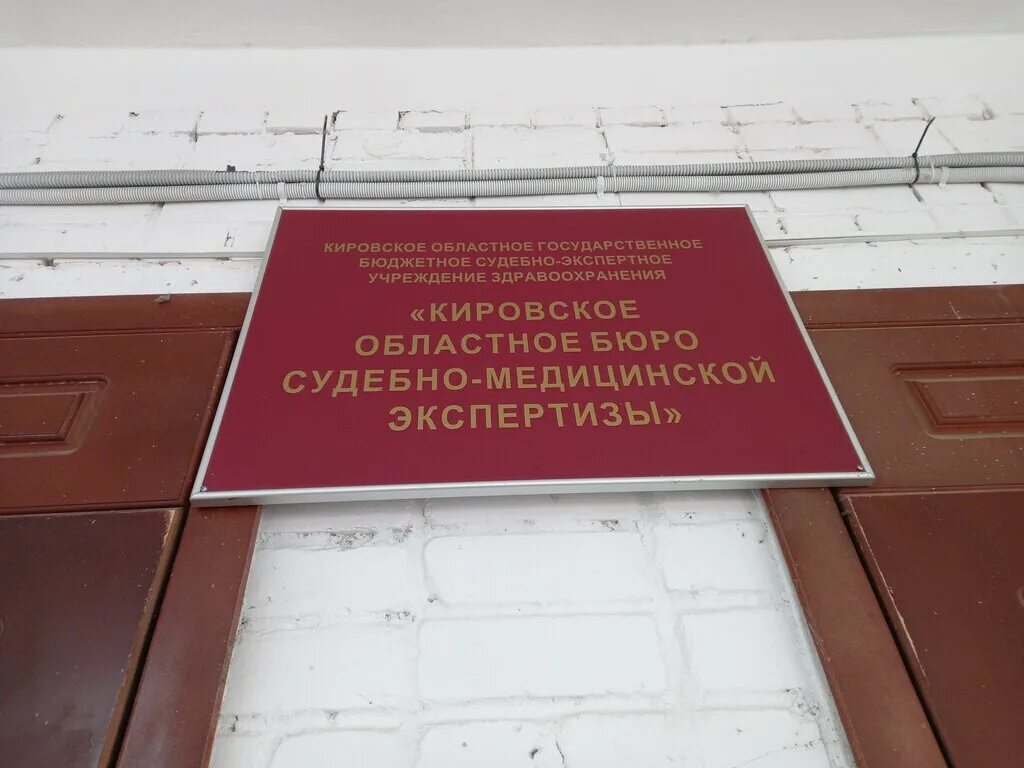 КИРОВСКОЕ ОБЛАСТНОЕ ГОСУДАРСТВЕННОЕ
БЮДЖЕТНОЕ СУДЕБНО-ЭКСПЕРТНОЕ
УЧРЕЖДЕНИЕ ЗДРАВООХРАНЕНИЯ
«КИРОВСКОЕ
ОБЛАСТНОЕ БЮРО
СУДЕБНО-МЕДИЦИНСКОЙ
ЭКСПЕРТИЗЫ»